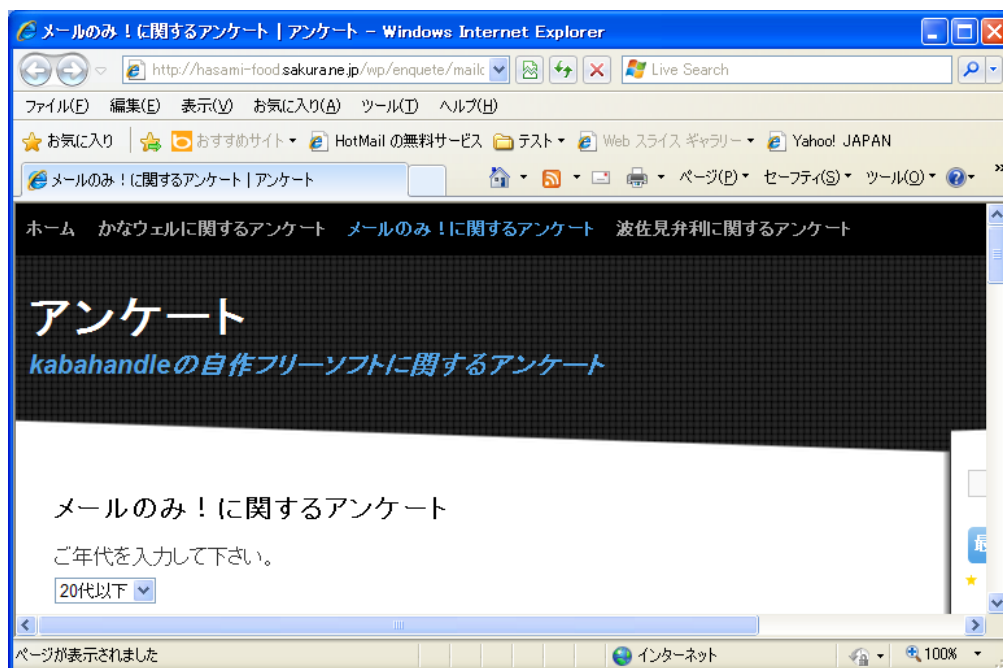 メールのみ！に関するアンケート | アンケート - Windows Internet Explorer
http://hasami-food.sakura.ne.jp/wp/enquete/mailo
Live Search
ファイル(F) 編集(E) 表示(V) お気に入り(A) ツール(T) ヘルプ(H)
お気に入り おすすめサイト HotMail の無料サービス テスト Web スライス ギャラリー Yahoo! JAPAN
メールのみ！に関するアンケート | アンケート ページ(P) セーフティ(S) ツール(O) »
ホーム かなウェルに関するアンケート メールのみ！に関するアンケート 波佐見弁利に関するアンケート
アンケート
kabahandleの自作フリーソフトに関するアンケート
メールのみ！に関するアンケート
ご年代を入力して下さい。
20代以下
最
ページが表示されました インターネット 100%